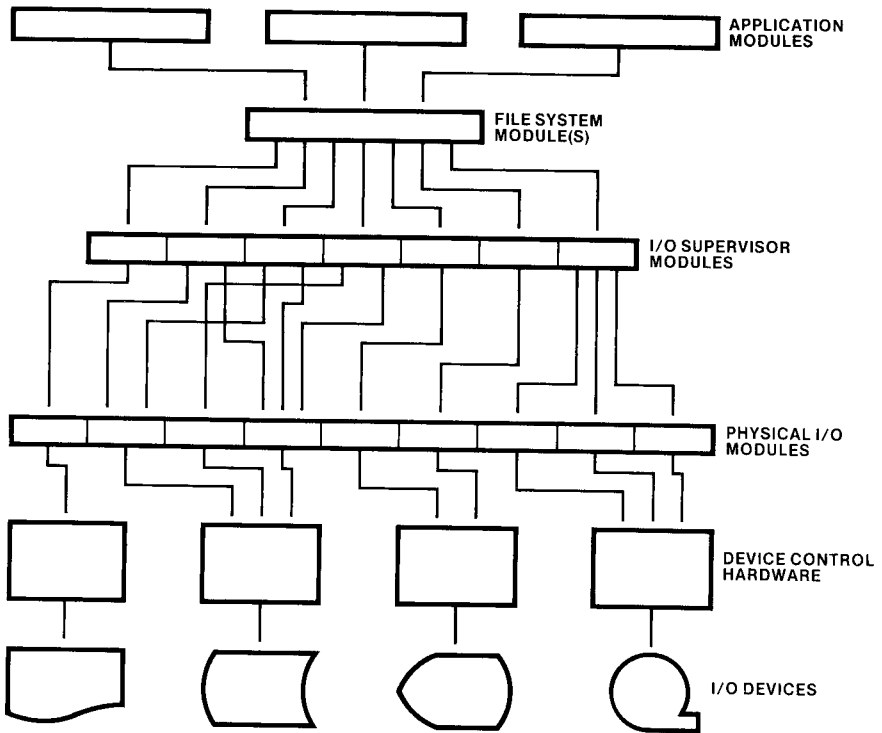 APPLICATION
MODULES
FILE SYSTEM
MODULE(S)
I/O SUPERVISOR
MODULES
PHYSICAL I/O
MODULES
DEVICE CONTROL
HARDWARE
I/O DEVICES